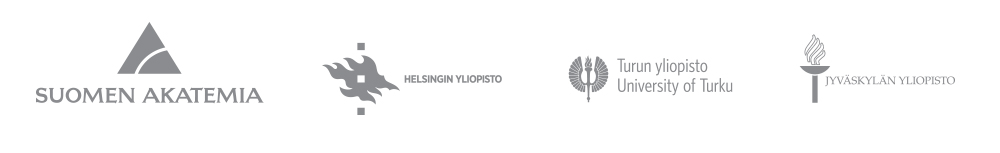 SUOMEN AKATEMIA
HELSINGIN YLIOPISTO
Turun yliopisto
University of Turku
JYVÄSKYLÄN YLIOPISTO